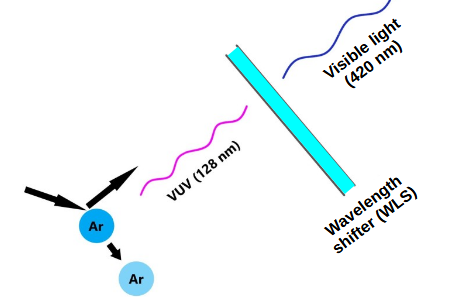 Visible light
(420 nm)
VUV (128 nm)
Wavelength
shifter (WLS)
Ar
Ar